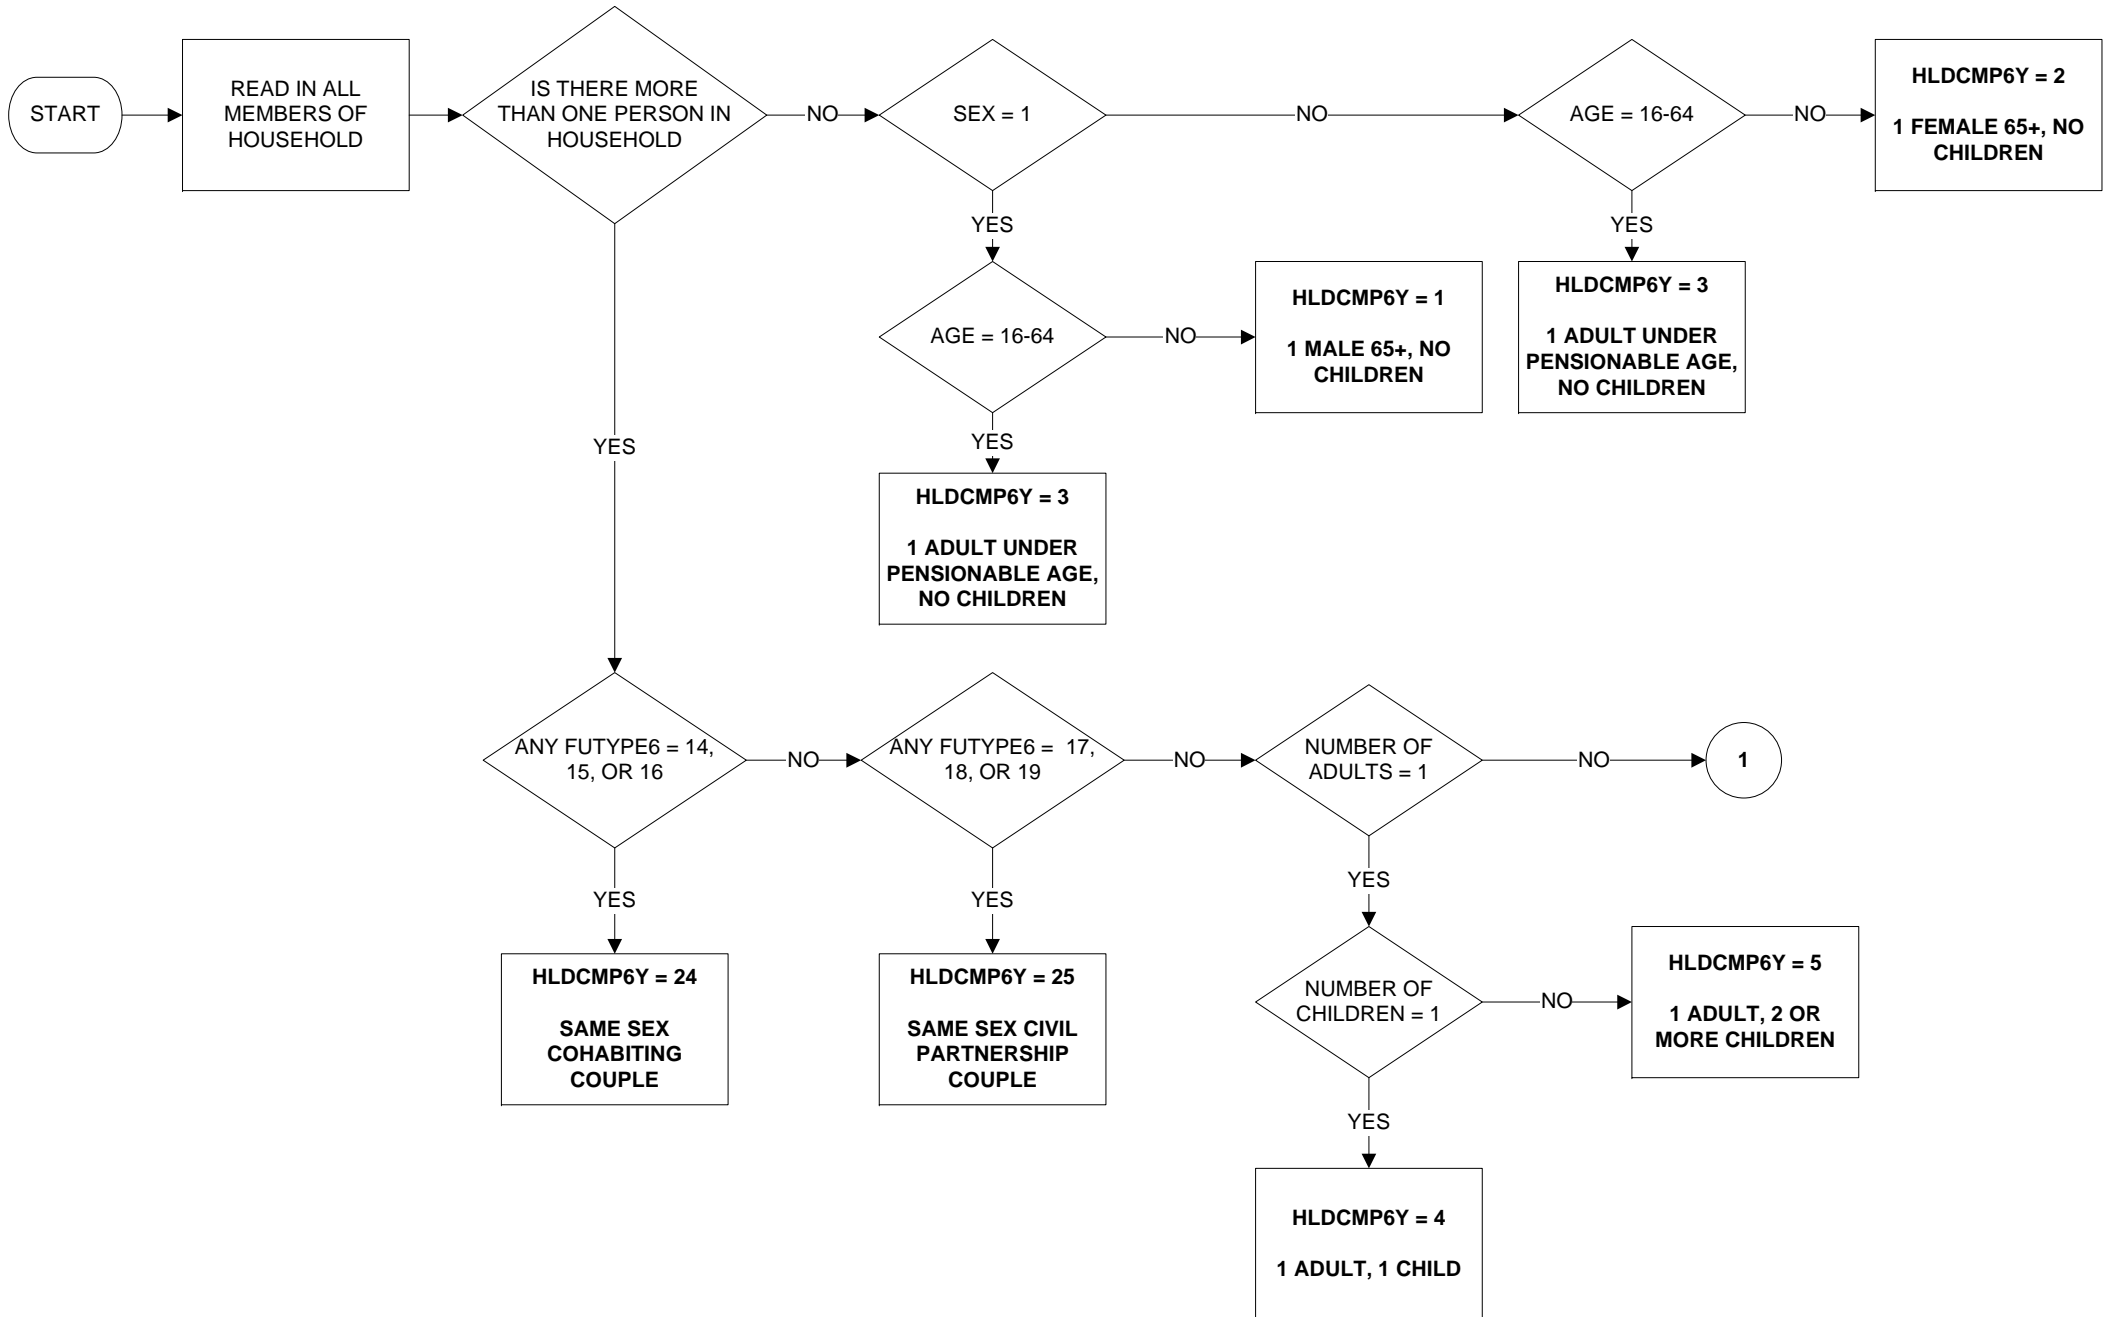 START
READ IN ALL
MEMBERS OF
HOUSEHOLD
IS THERE MORE
THAN ONE PERSON IN
HOUSEHOLD
NO
SEX = 1
NO
AGE = 16-64
NO
HLDCMP6Y = 2
1 FEMALE 65+, NO
CHILDREN
YES
YES
AGE = 16-64
NO
HLDCMP6Y = 1
1 MALE 65+, NO
CHILDREN
HLDCMP6Y = 3
1 ADULT UNDER
PENSIONABLE AGE,
NO CHILDREN
YES
YES
HLDCMP6Y = 3
1 ADULT UNDER
PENSIONABLE AGE,
NO CHILDREN
ANY FUTYPE6 = 14,
15, OR 16
NO
ANY FUTYPE6 = 17,
18, OR 19
NO
NUMBER OF
ADULTS = 1
NO
1
YES
YES
YES
HLDCMP6Y = 24
SAME SEX
COHABITING
COUPLE
HLDCMP6Y = 25
SAME SEX CIVIL
PARTNERSHIP
COUPLE
NUMBER OF
CHILDREN = 1
NO
HLDCMP6Y = 5
1 ADULT, 2 OR
MORE CHILDREN
YES
HLDCMP6Y = 4
1 ADULT, 1 CHILD